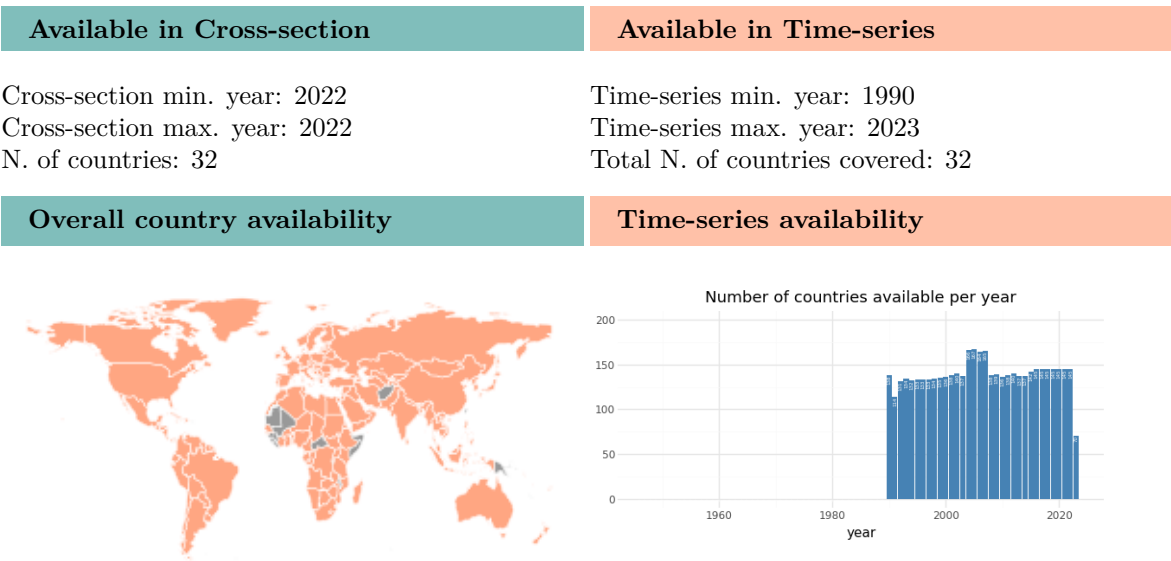 Available in Cross-section
Available in Time-series
Cross-section min. year: 2022
Cross-section max. year: 2022
N. of countries: 32
Time-series min. year: 1990
Time-series max. year: 2023
Total N. of countries covered: 32
Overall country availability
Time-series availability
Number of countries available per year
200
150
100
50
0
1960
1980
2000
2020
year